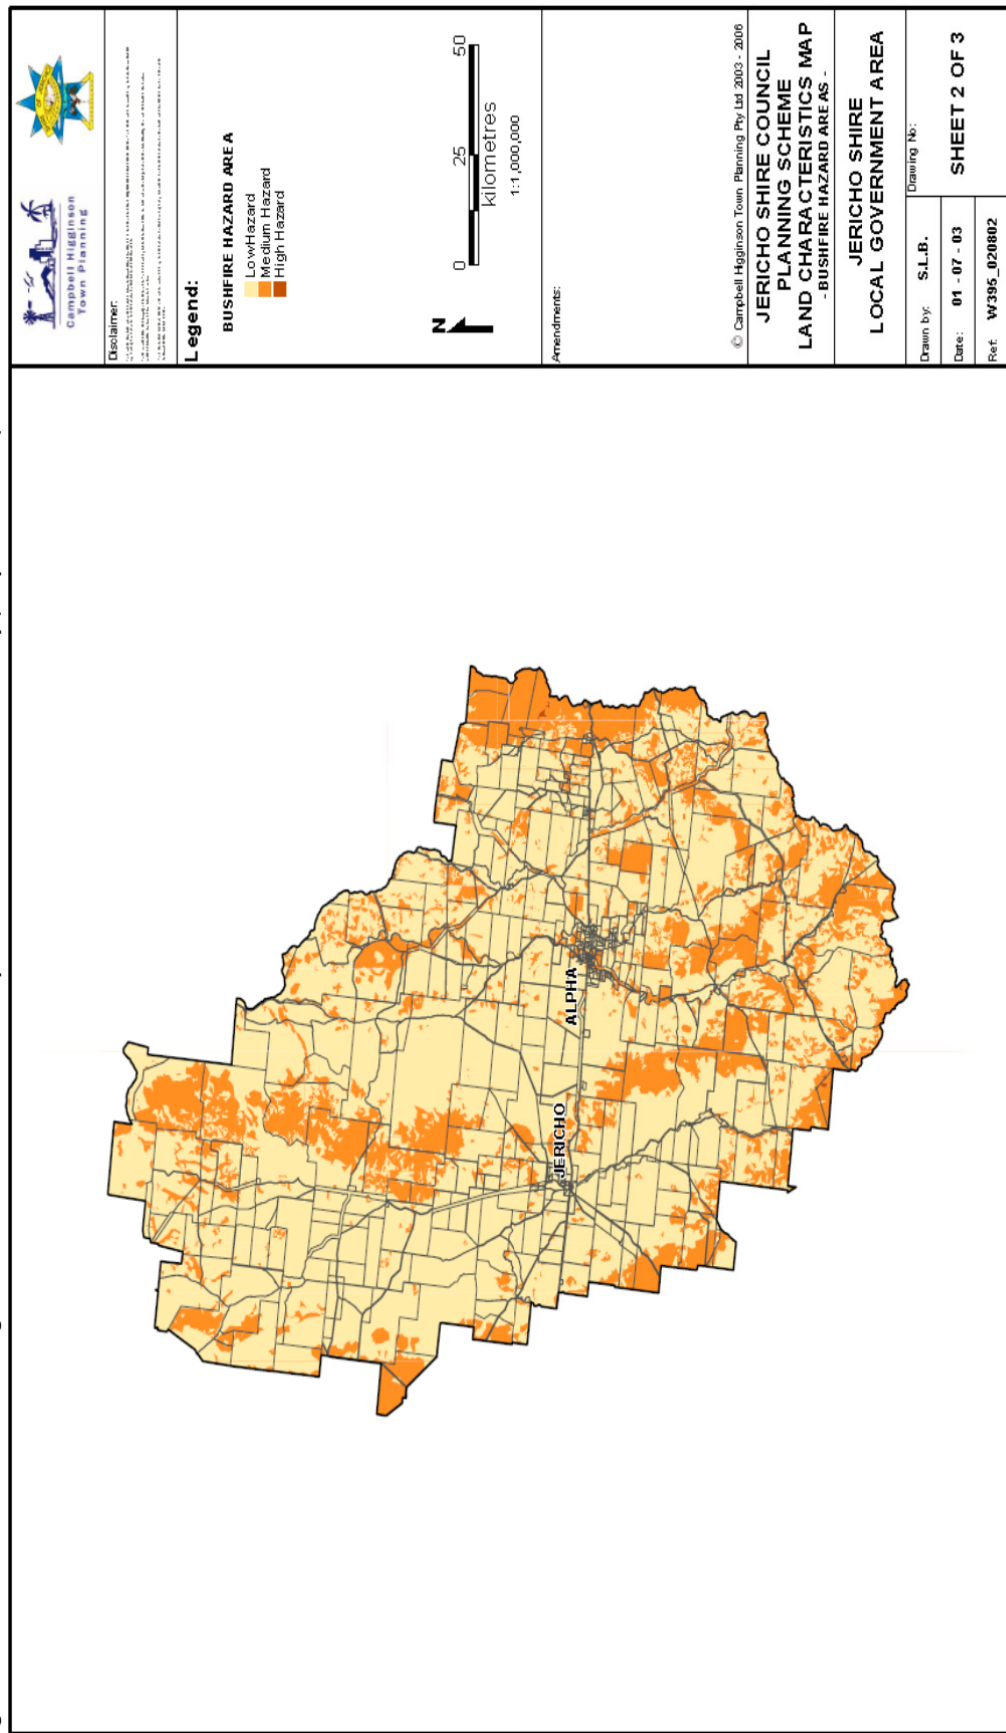 Campbell Higginson
Town Planning
Disclaimer:
Legend:
BUSHFIRE HAZARD AREA
LowHazard
Medium Hazard
High Hazard
N
0 25 50
kilometres
1:1,000,000
Amendments:
© Campbell Higginson Town Planning Pty Ltd 2003 - 2006
JERICHO SHIRE COUNCIL
PLANNING SCHEME
LAND CHARACTERISTICS MAP
- BUSHFIRE HAZARD AREAS -
JERICHO SHIRE
LOCAL GOVERNMENT AREA
Drawn by: S.L.B.
Drawing No:
Date: 01 - 07 - 03
SHEET 2 OF 3
Ref. W395_020802
JERICHO
ALPHA